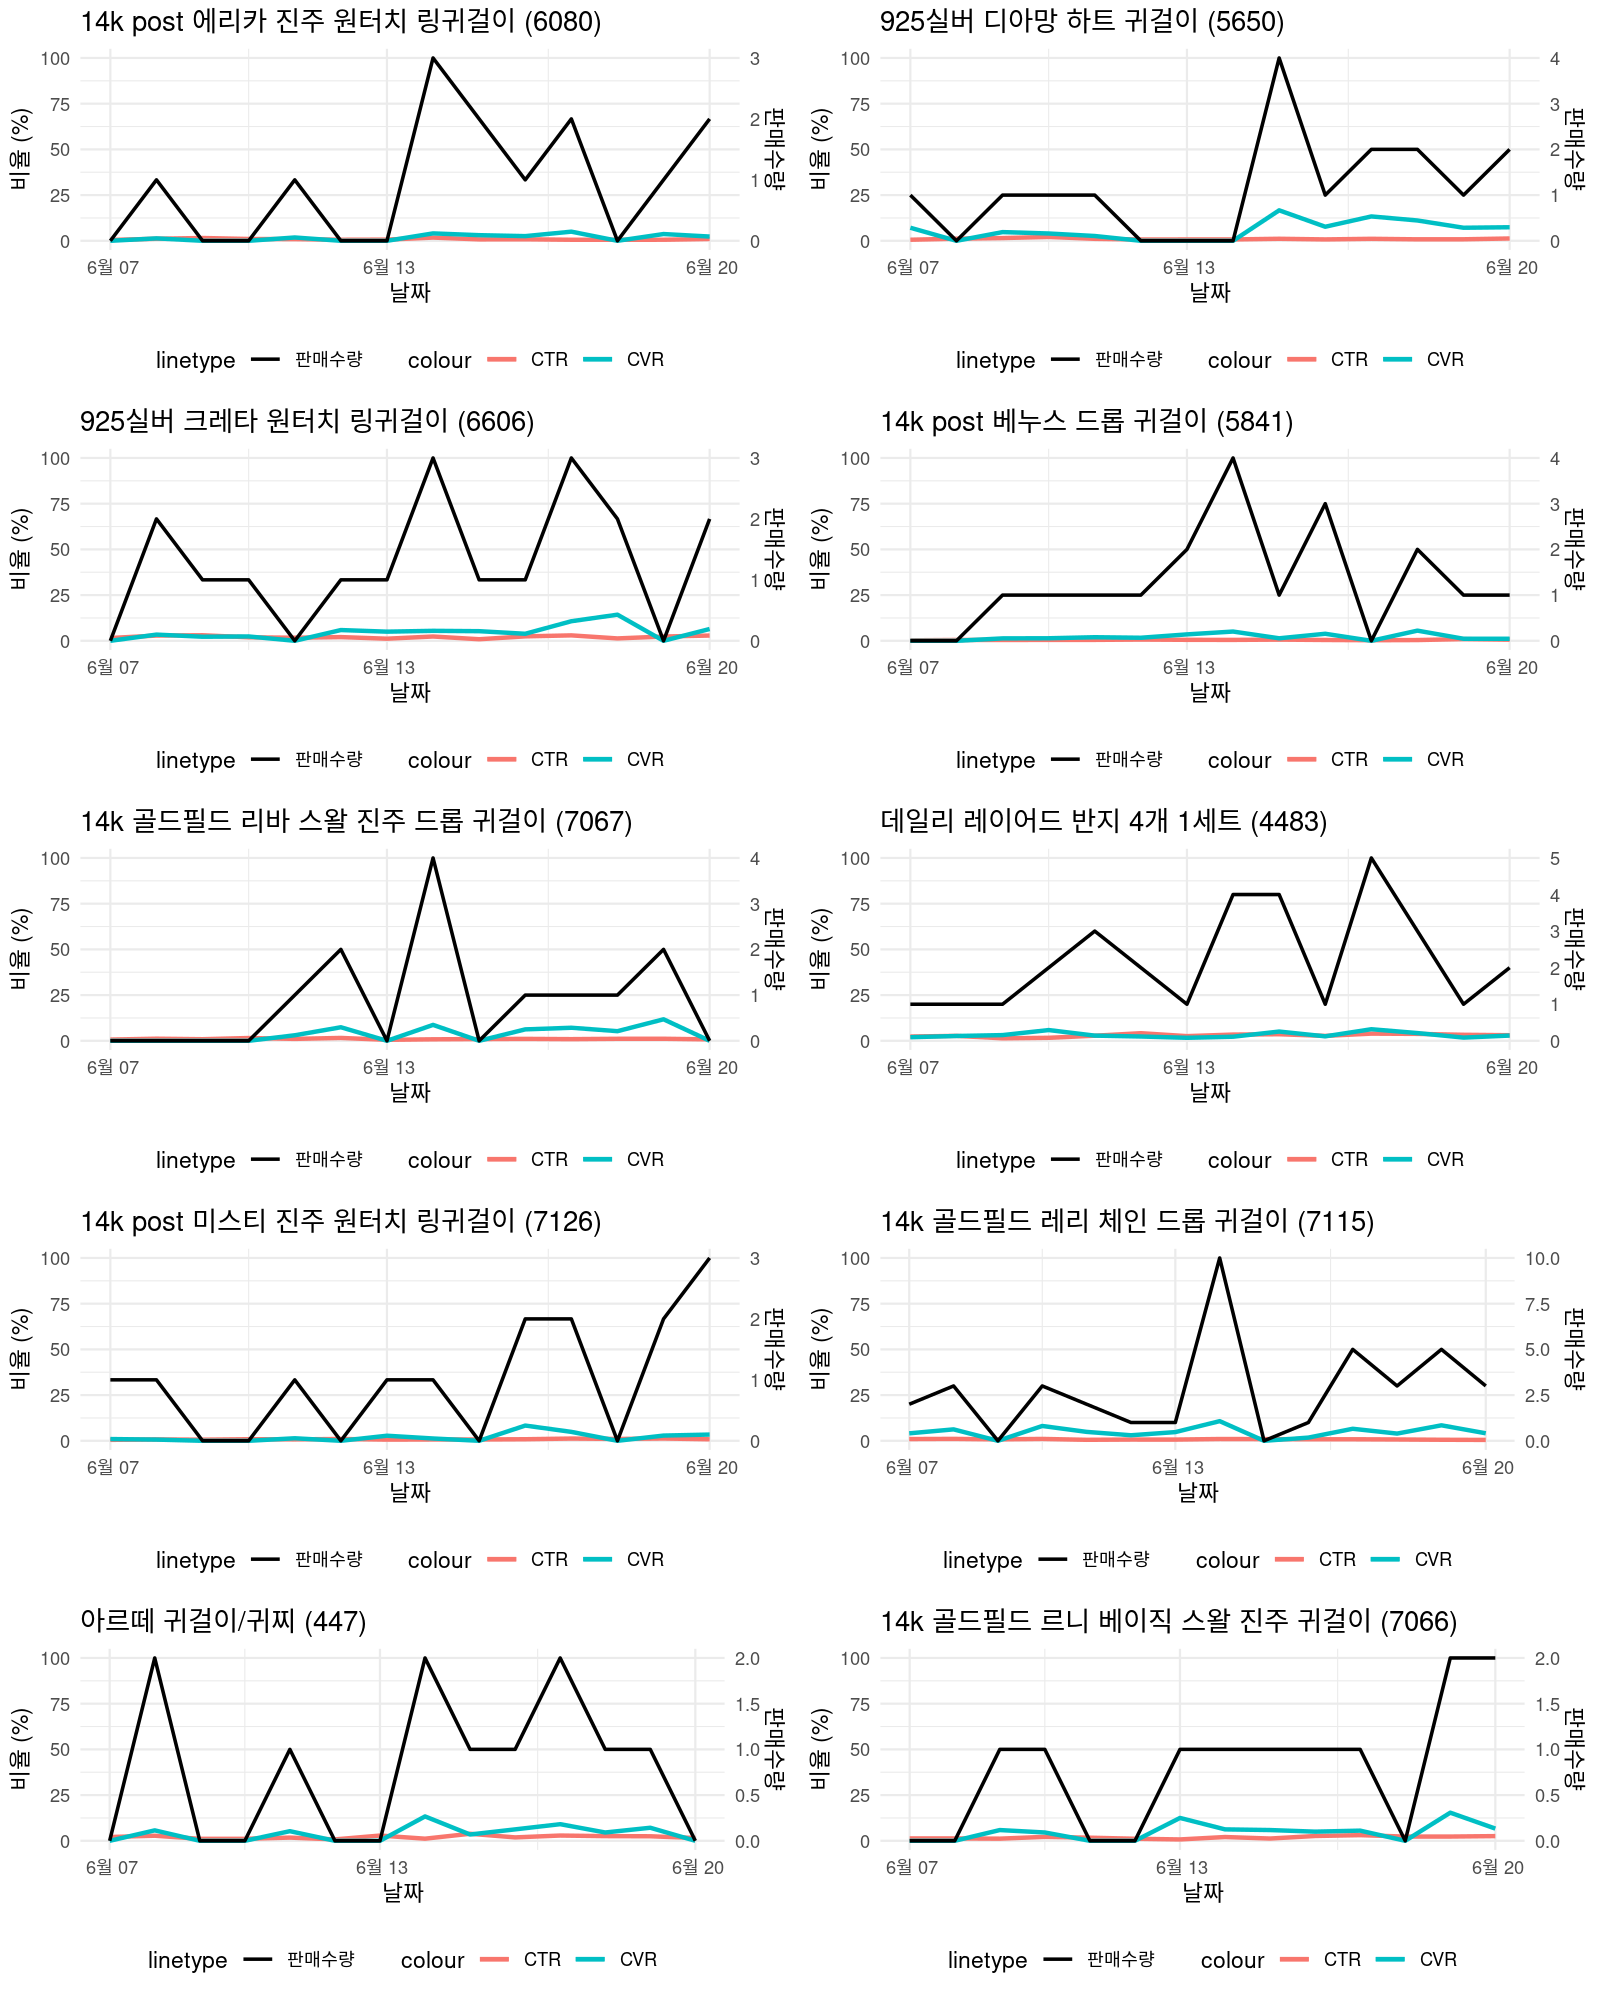 14k post 에리카 진주 원터치 링귀걸이 (6080)
비율 (%)
100
75
50
25
0
3
2
1
0
판매수량
6월 07
6월 13
6월 20
날짜
linetype 판매수량 colour CTR CVR
925실버 디아망 하트 귀걸이 (5650)
비율 (%)
100
75
50
25
0
4
3
2
1
0
판매수량
6월 07
6월 13
6월 20
날짜
linetype 판매수량 colour CTR CVR
925실버 크레타 원터치 링귀걸이 (6606)
비율 (%)
100
75
50
25
0
3
2
1
0
판매수량
6월 07
6월 13
6월 20
날짜
linetype 판매수량 colour CTR CVR
14k post 베누스 드롭 귀걸이 (5841)
비율 (%)
100
75
50
25
0
4
3
2
1
0
판매수량
6월 07
6월 13
6월 20
날짜
linetype 판매수량 colour CTR CVR
14k 골드필드 리바 스왈 진주 드롭 귀걸이 (7067)
비율 (%)
100
75
50
25
0
4
3
2
1
0
판매수량
6월 07
6월 13
6월 20
날짜
linetype 판매수량 colour CTR CVR
데일리 레이어드 반지 4개 1세트 (4483)
비율 (%)
100
75
50
25
0
5
4
3
2
1
0
판매수량
6월 07
6월 13
6월 20
날짜
linetype 판매수량 colour CTR CVR
14k post 미스티 진주 원터치 링귀걸이 (7126)
비율 (%)
100
75
50
25
0
3
2
1
0
판매수량
6월 07
6월 13
6월 20
날짜
linetype 판매수량 colour CTR CVR
14k 골드필드 레리 체인 드롭 귀걸이 (7115)
비율 (%)
100
75
50
25
0
10.0
7.5
5.0
2.5
0.0
판매수량
6월 07
6월 13
6월 20
날짜
linetype 판매수량 colour CTR CVR
아르떼 귀걸이/귀찌 (447)
비율 (%)
100
75
50
25
0
2.0
1.5
1.0
0.5
0.0
판매수량
6월 07
6월 13
6월 20
날짜
linetype 판매수량 colour CTR CVR
14k 골드필드 르니 베이직 스왈 진주 귀걸이 (7066)
비율 (%)
100
75
50
25
0
2.0
1.5
1.0
0.5
0.0
판매수량
6월 07
6월 13
6월 20
날짜
linetype 판매수량 colour CTR CVR